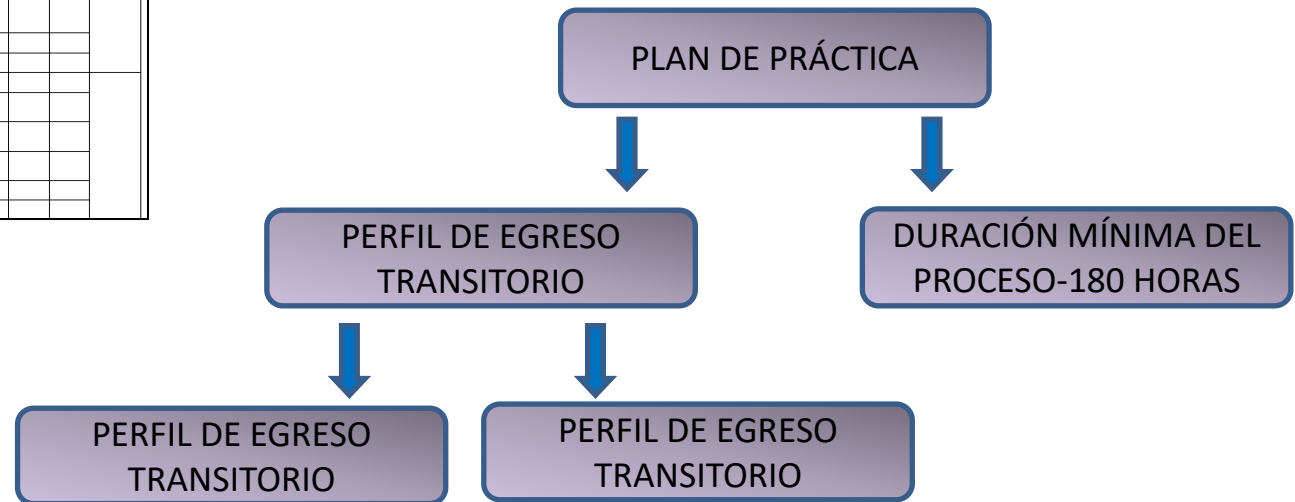 PLAN DE PRÁCTICA
PERFIL DE EGRESO
TRANSITORIO
DURACIÓN MÍNIMA DEL
PROCESO-180 HORAS
PERFIL DE EGRESO
TRANSITORIO
PERFIL DE EGRESO
TRANSITORIO